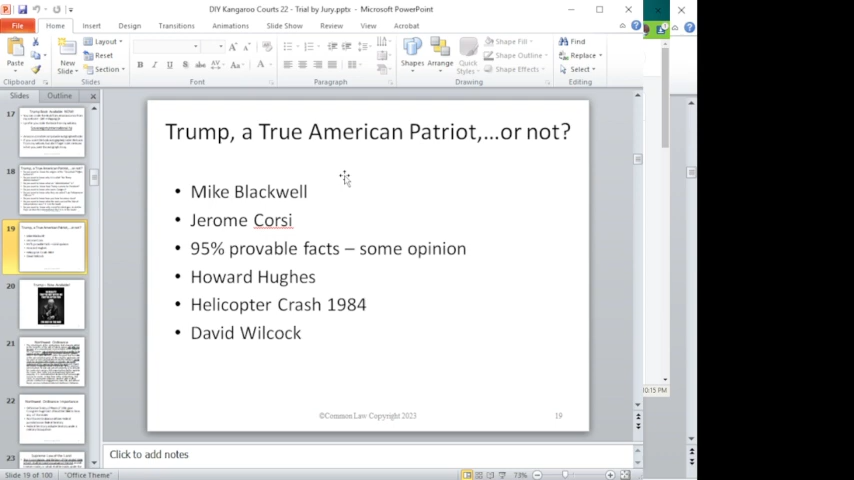 DIY Kangaroo Courts 22 - Trial by Jury.pptx - Microsoft PowerPoint
File Home Insert Design Transitions Animations Slide Show Review View Acrobat
Paste
New Slide
Layout
Reset
Section
Shapes Arrange Quick Styles
Shape Fill
Shape Outline
Shape Effects
Find
Replace
Select
Clipboard Slides Font Paragraph Drawing Editing
Slides Outline
17
18
19
20
21
22
23
Trump, a True American Patriot,...or not?
• Mike Blackwell
• Jerome Corsi
• 95% provable facts – some opinion
• Howard Hughes
• Helicopter Crash 1984
• David Wilcock
©Common Law Copyright 2023
19
10:15 PM
Click to add notes
Slide 19 of 100 "Office Theme" 73%